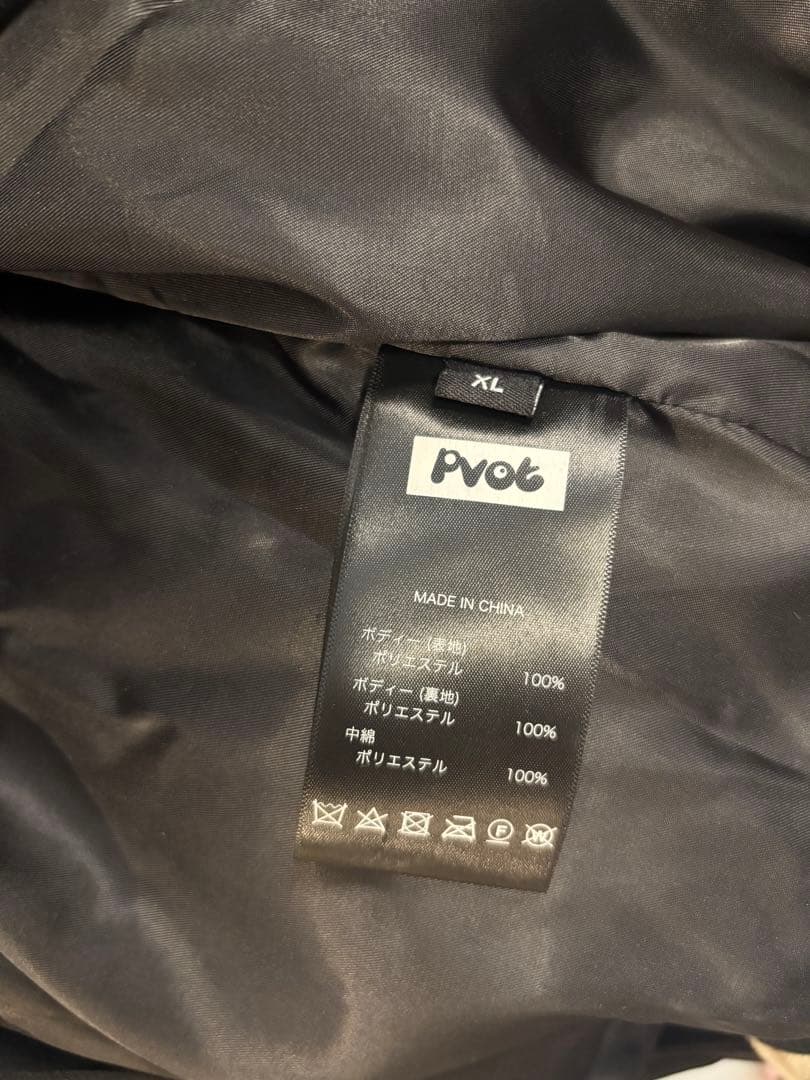 XL
Pvot
MADE IN CHINA
ボディー (表地)
ポリエステル 100%
ボディー (裏地)
ポリエステル 100%
中綿
ポリエステル 100%
F W